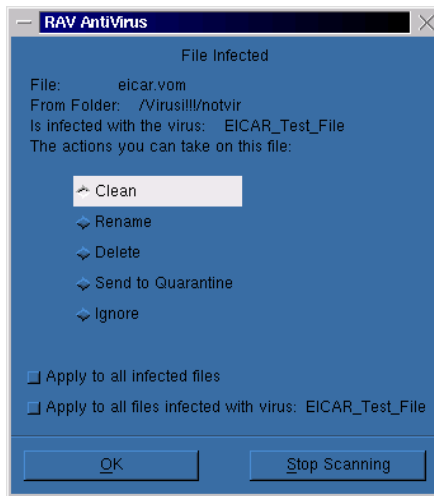 RAV AntiVirus
File Infected
File: eicar.vom
From Folder: /Virusi!!!/notvir
Is infected with the virus: EICAR_Test_File
The actions you can take on this file:
Clean
Rename
Delete
Send to Quarantine
Ignore
Apply to all infected files
Apply to all files infected with virus: EICAR_Test_File
OK
Stop Scanning